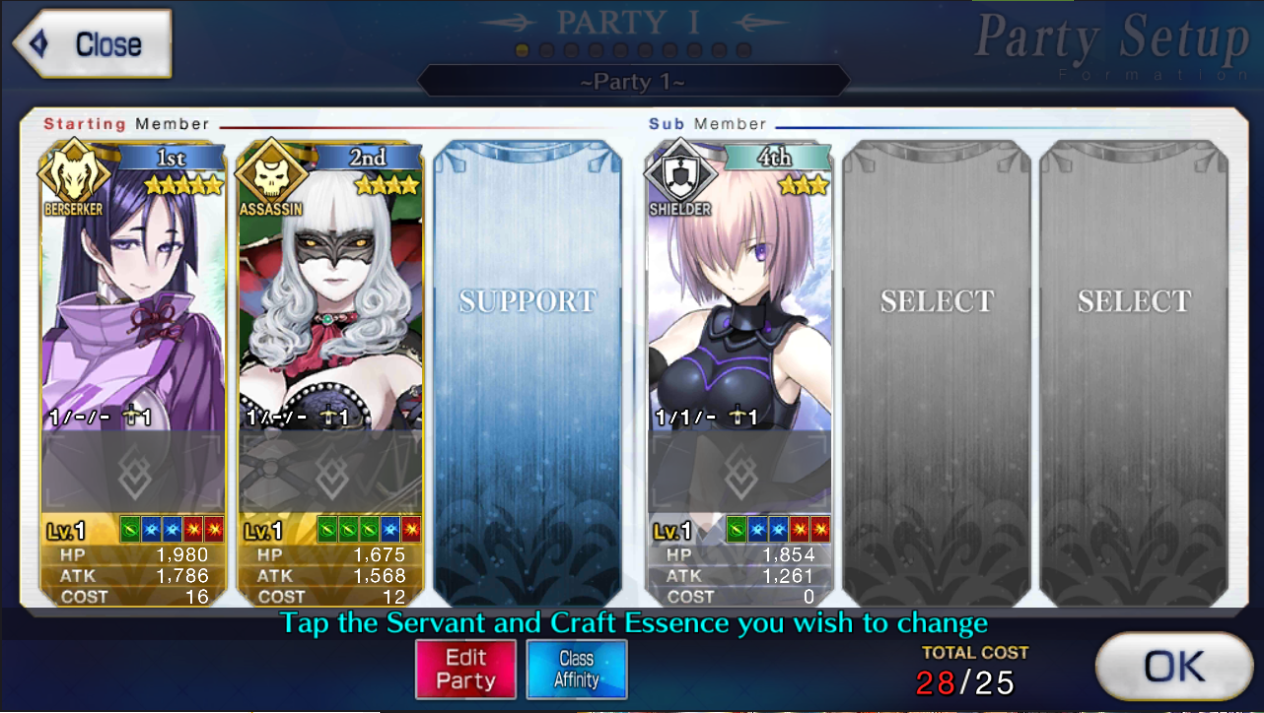 Close
PARTY I
Party Setup
Formation
~Party 1~
Starting Member
Sub Member
1st
BERSERKER
1/-/- 1
Lv.1
HP 1,980
ATK 1,786
COST 16
2nd
ASSASSIN
1/-/- 1
Lv.1
HP 1,675
ATK 1,568
COST 12
SUPPORT
4th
SHIELDER
1/1/- 1
Lv.1
HP 1,854
ATK 1,261
COST 0
SELECT
SELECT
Tap the Servant and Craft Essence you wish to change
Edit
Party
Class
Affinity
TOTAL COST
28/25
OK